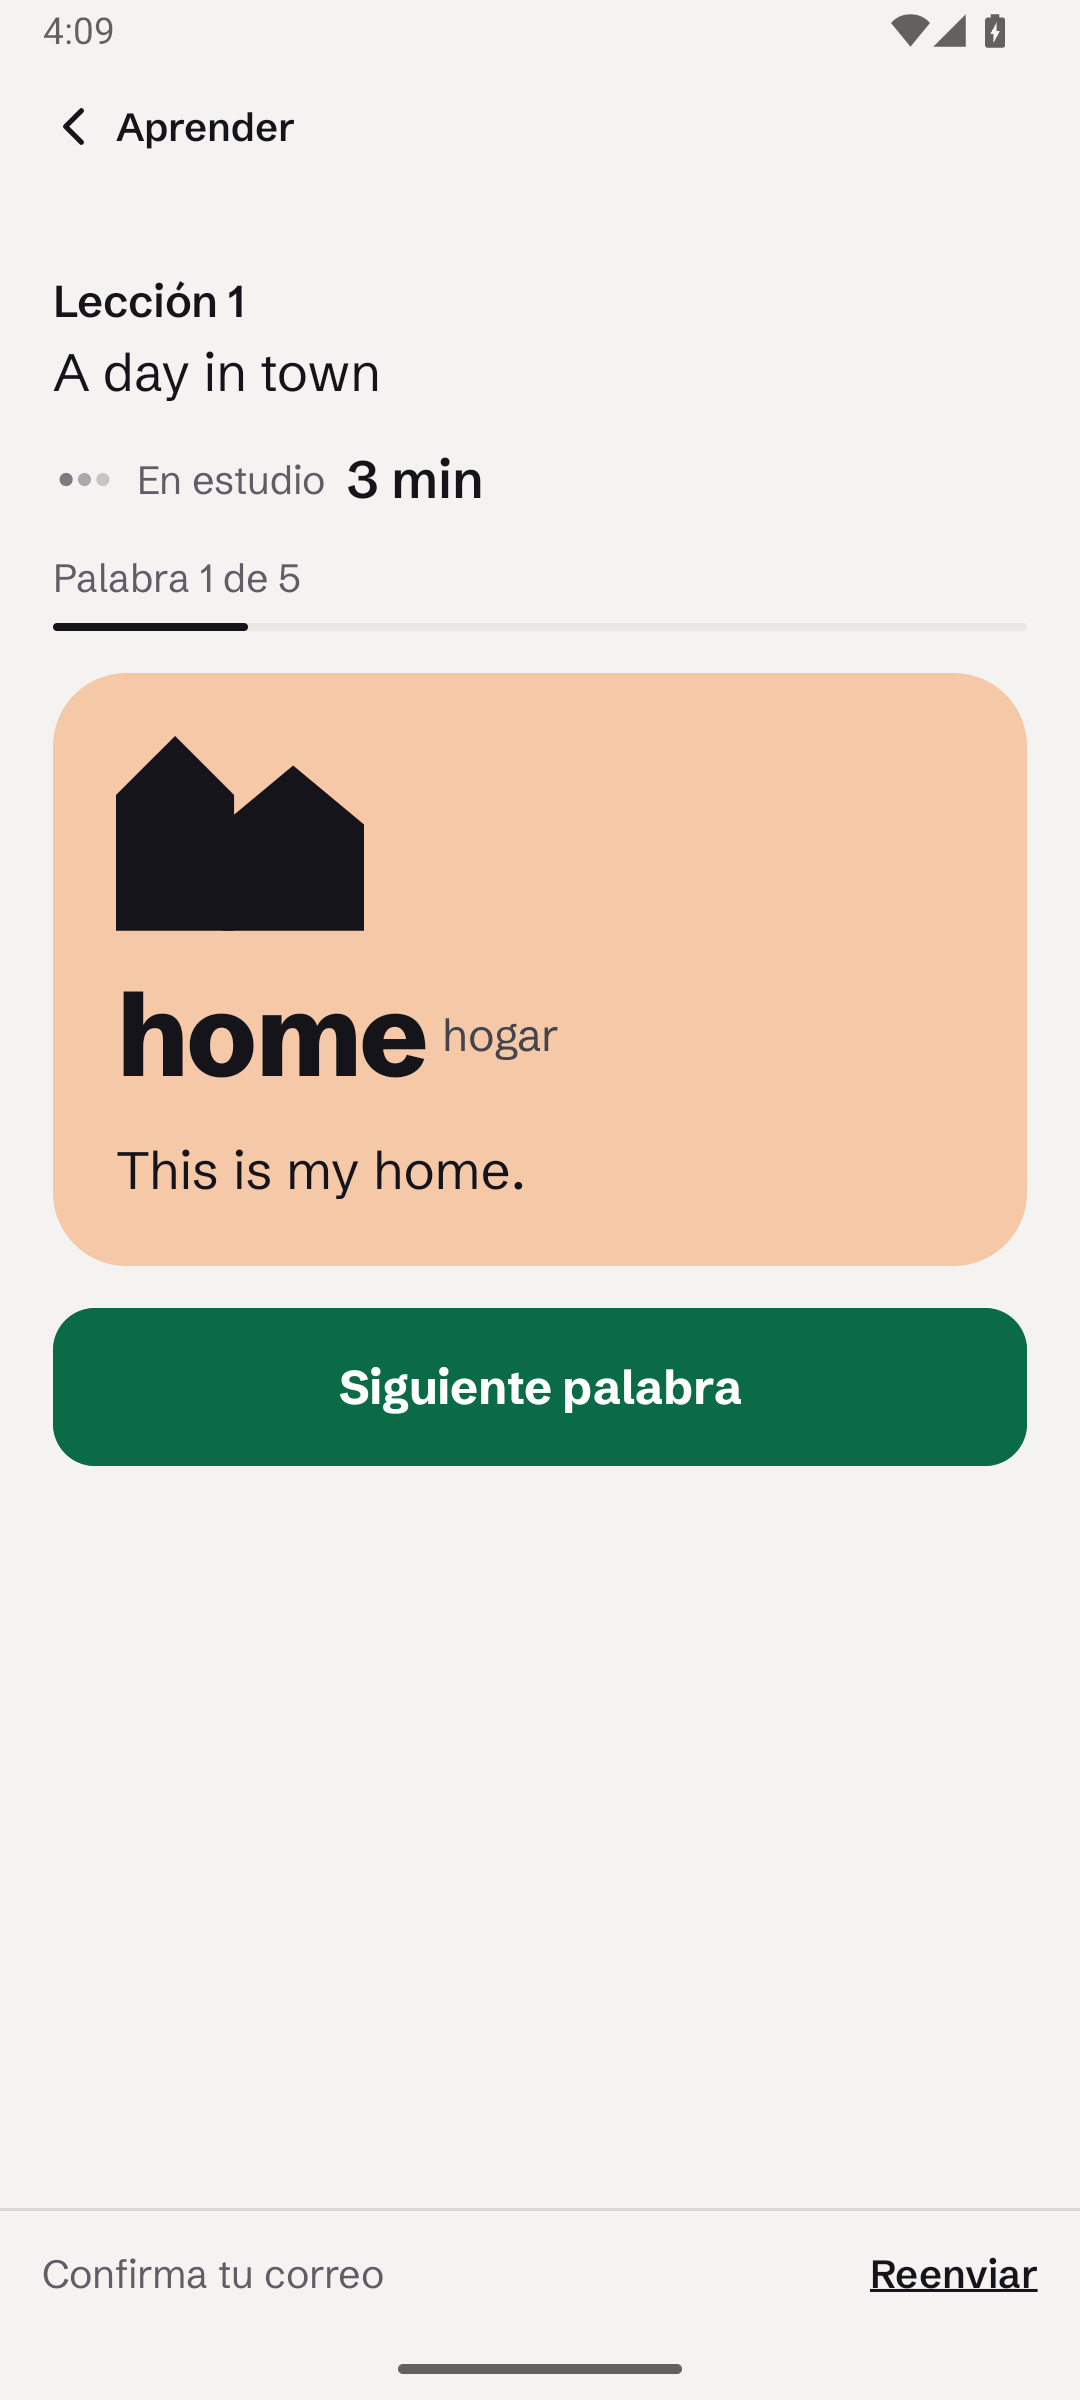 4:09
Aprender
Lección 1
A day in town
En estudio 3 min
Palabra 1 de 5
home hogar
This is my home.
Siguiente palabra
Confirma tu correo Reenviar